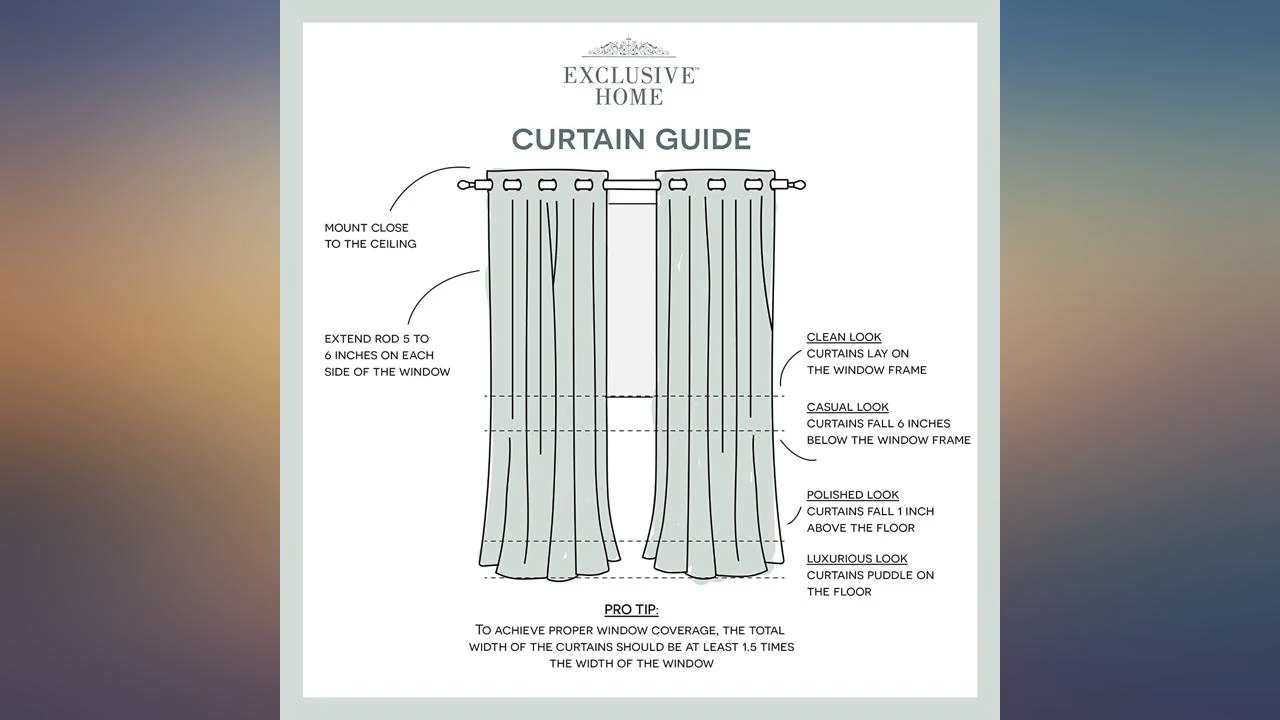 EXCLUSIVE™
HOME
CURTAIN GUIDE
MOUNT CLOSE
TO THE CEILING
EXTEND ROD 5 TO
6 INCHES ON EACH
SIDE OF THE WINDOW
CLEAN LOOK
CURTAINS LAY ON
THE WINDOW FRAME
CASUAL LOOK
CURTAINS FALL 6 INCHES
BELOW THE WINDOW FRAME
POLISHED LOOK
CURTAINS FALL 1 INCH
ABOVE THE FLOOR
LUXURIOUS LOOK
CURTAINS PUDDLE ON
THE FLOOR
PRO TIP:
TO ACHIEVE PROPER WINDOW COVERAGE, THE TOTAL
WIDTH OF THE CURTAINS SHOULD BE AT LEAST 1.5 TIMES
THE WIDTH OF THE WINDOW